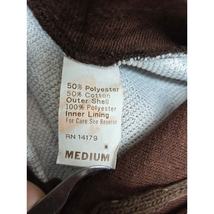 50% Polyester
50% Cotton
Outer Shell
100% Polyester
Inner Lining
For Care See Reverse
RN 14179
MEDIUM